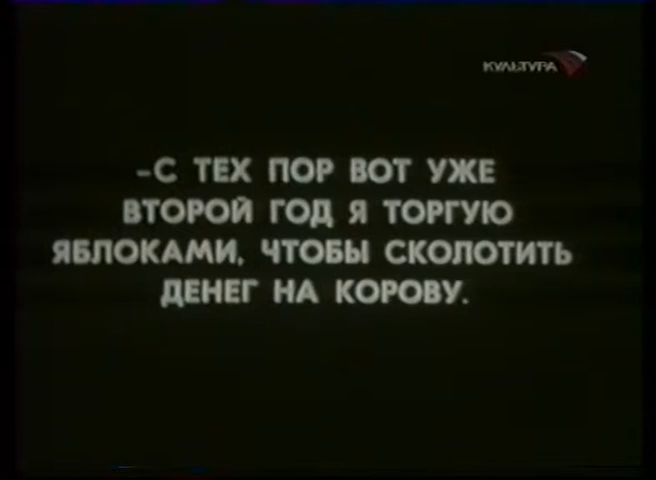 КУЛЬТУРА
-С ТЕХ ПОР ВОТ УЖЕ
ВТОРОЙ ГОД Я ТОРГУЮ
ЯБЛОКАМИ, ЧТОБЫ СКОЛОТИТЬ
ДЕНЕГ НА КОРОВУ.